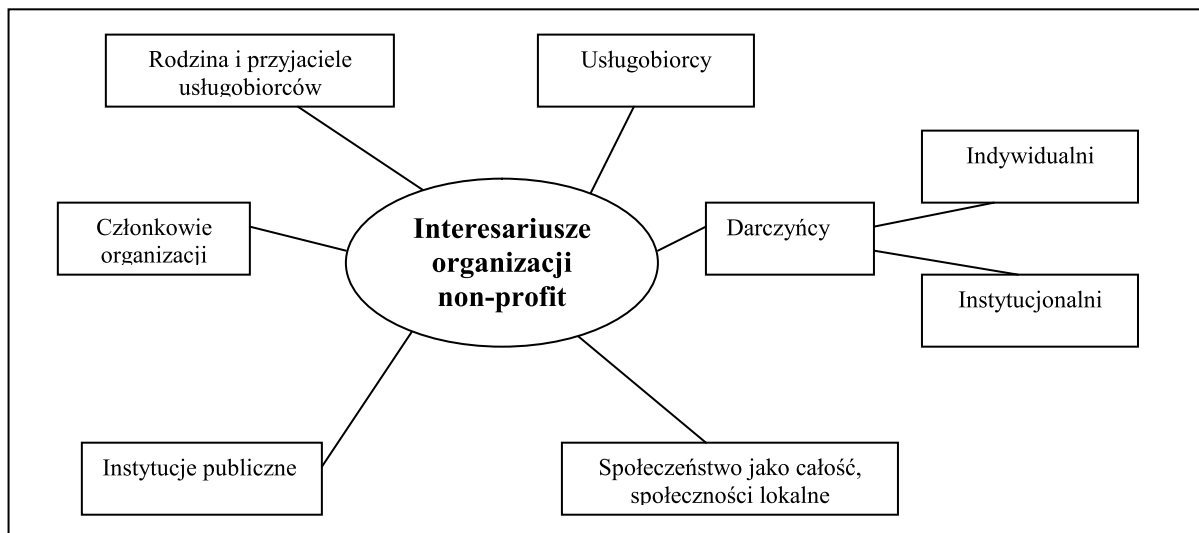 Rodzina i przyjaciele
usługobiorców
Usługobiorcy
Indywidualni
Członkowie
organizacji
Interesariusze
organizacji
non-profit
Darczyńcy
Instytucjonalni
Instytucje publiczne
Społeczeństwo jako całość,
społeczności lokalne